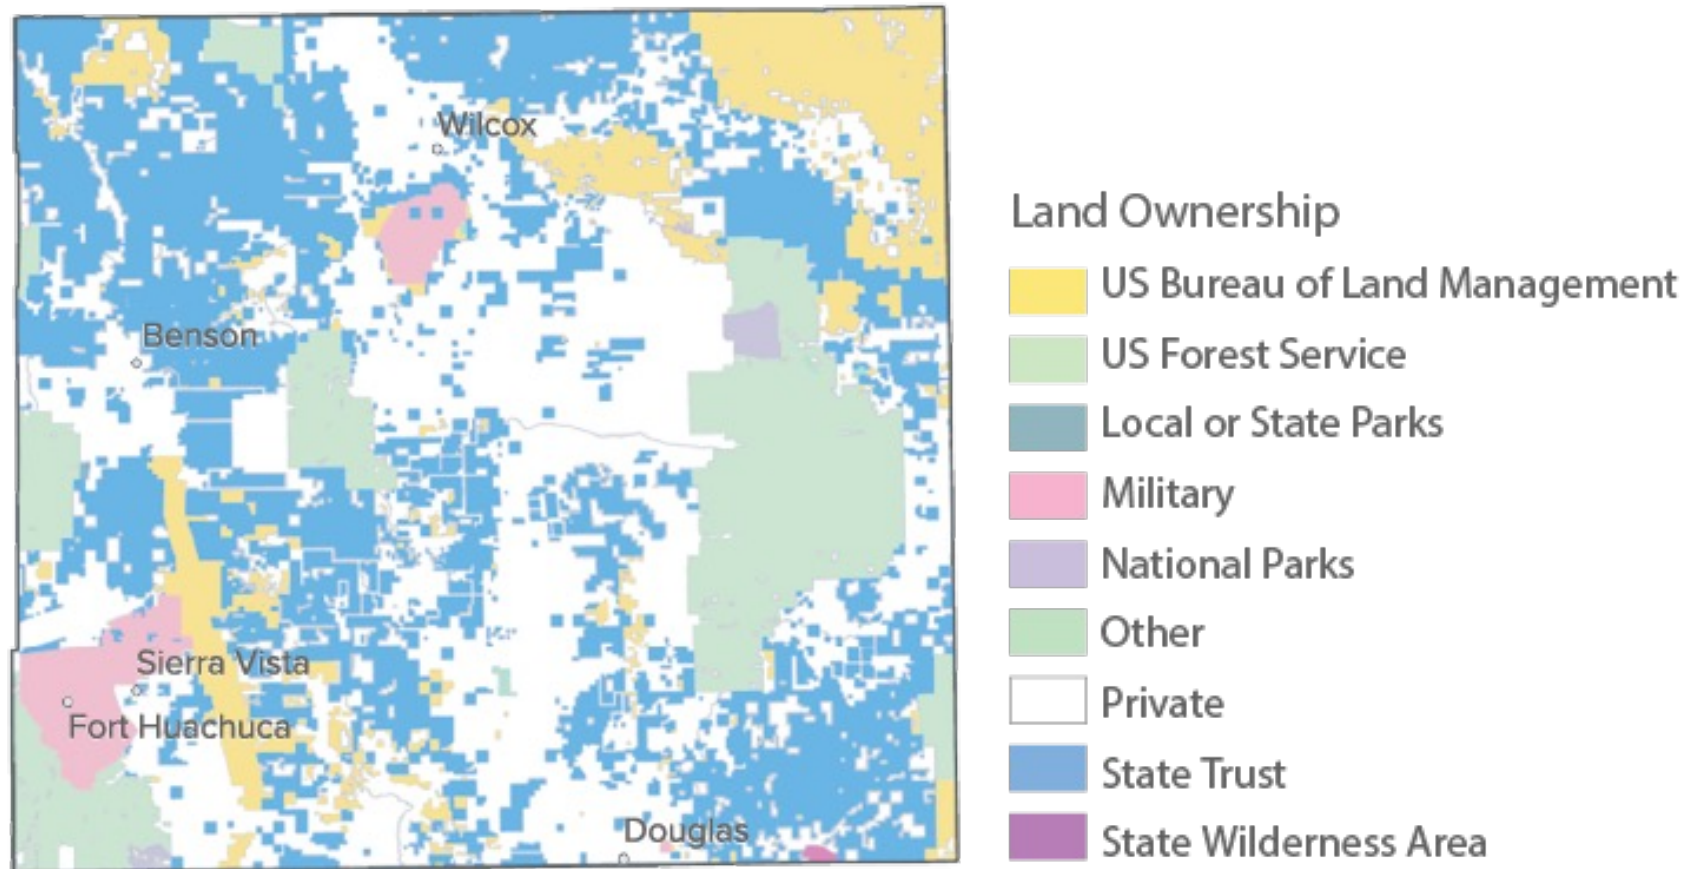 Wilcox
Benson
Sierra Vista
Fort Huachuca
Douglas
Land Ownership
US Bureau of Land Management
US Forest Service
Local or State Parks
Military
National Parks
Other
Private
State Trust
State Wilderness Area